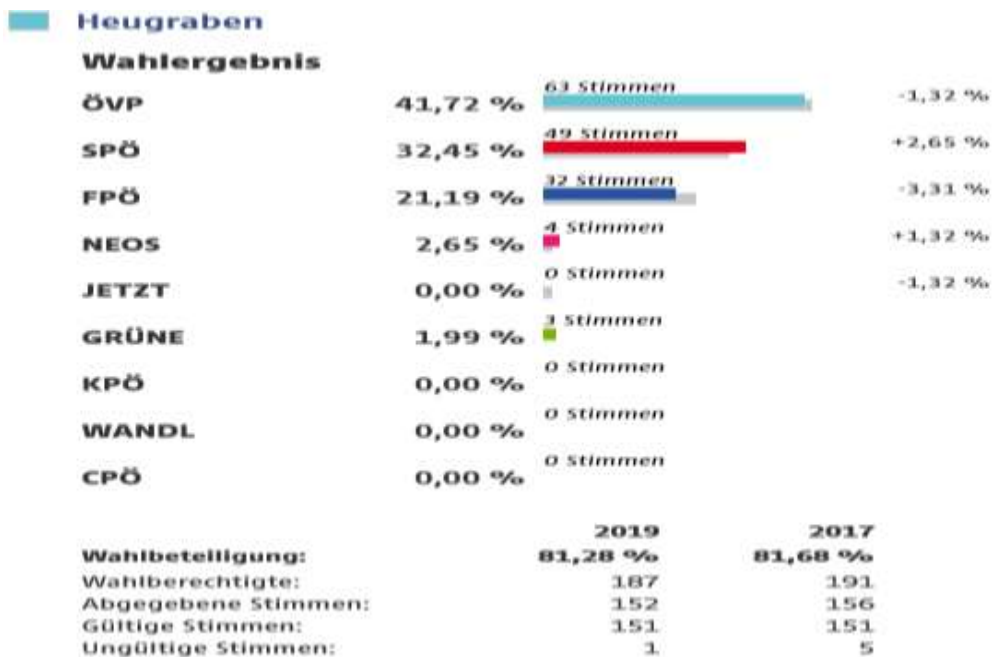 Heugraben
Wahlergebnis
ÖVP 41,72 % 63 Stimmen -1,32 %
SPÖ 32,45 % 49 Stimmen +2,65 %
FPÖ 21,19 % 32 Stimmen -3,31 %
NEOS 2,65 % 4 Stimmen +1,32 %
JETZT 0,00 % 0 Stimmen -1,32 %
GRÜNE 1,99 % 3 Stimmen
KPÖ 0,00 % 0 Stimmen
WANDL 0,00 % 0 Stimmen
CPÖ 0,00 % 0 Stimmen
2019 2017
Wahlbeteiligung: 81,28 % 81,68 %
Wahlberechtigte: 187 191
Abgegebene Stimmen: 152 156
Gültige Stimmen: 151 151
Ungültige Stimmen: 1 5